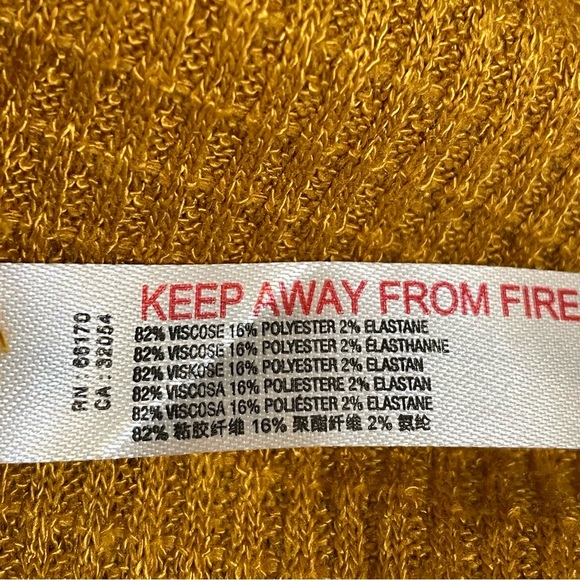 RN : 66170
CA : 32054
KEEP AWAY FROM FIRE
82% VISCOSE 16% POLYESTER 2% ELASTANE
82% VISCOSE 16% POLYESTER 2% ÉLASTHANNE
82% VISKOSE 16% POLYESTER 2% ELASTAN
82% VISCOSA 16% POLIESTERE 2% ELASTAN
82% VISCOSA 16% POLIÉSTER 2% ELASTANE
82% 粘胶纤维 16% 聚酯纤维 2% 氨纶